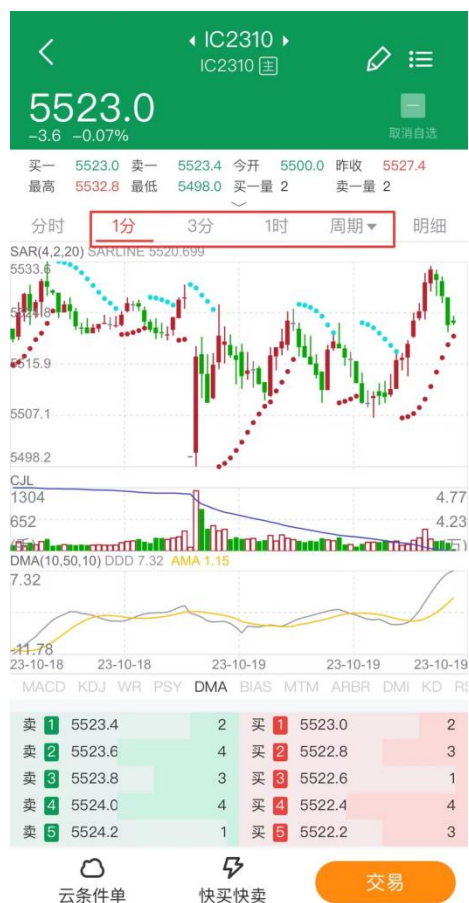 IC2310
IC2310 主
5523.0
-3.6 -0.07%
取消自选
买一 5523.0 卖一 5523.4 今开 5500.0 昨收 5527.4
最高 5532.8 最低 5498.0 买一量 2 卖一量 2
分时 1分 3分 1时 周期 明细
SAR(4,2,20) SARLINE 5520.699
5533.6
5524.8
5515.9
5507.1
5498.2
CJL
1304 4.77
652 4.23
DMA(10,50,10) DDD 7.32 AMA 1.15
7.32
-11.78
23-10-18 23-10-18 23-10-19 23-10-19 23-10-19
MACD KDJ WR PSY DMA BIAS MTM ARBR DMI KD
卖 1 5523.4 2 买 1 5523.0 2
卖 2 5523.6 4 买 2 5522.8 3
卖 3 5523.8 3 买 3 5522.6 1
卖 4 5524.0 4 买 4 5522.4 4
卖 5 5524.2 1 买 5 5522.2 3
云条件单 快买快卖 交易